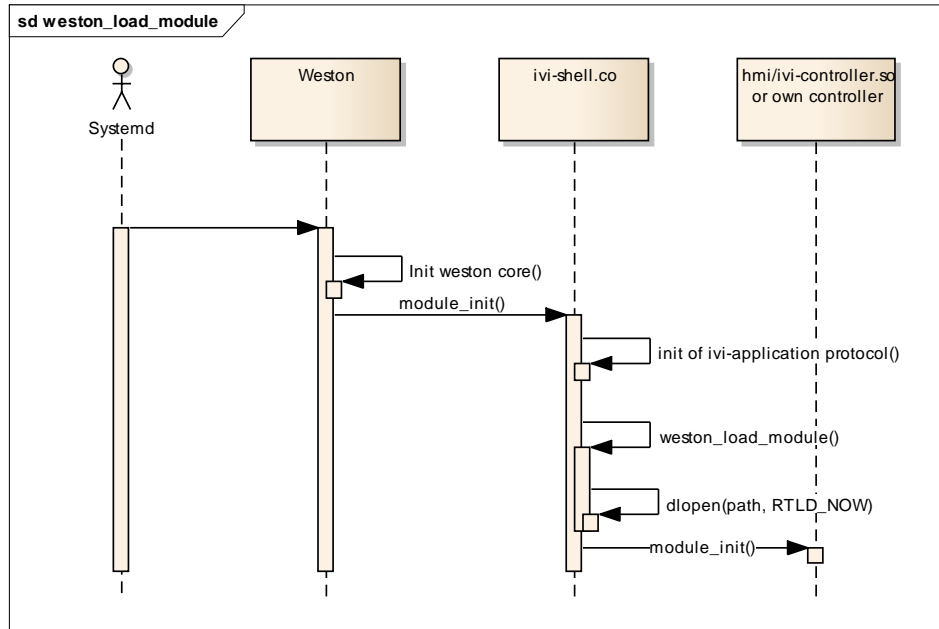 sd weston_load_module
Systemd
Weston
ivi-shell.co
hmi/ivi-controller.so
or own controller
Init weston core()
module_init()
init of ivi-application protocol()
weston_load_module()
dlopen(path, RTLD_NOW)
module_init()